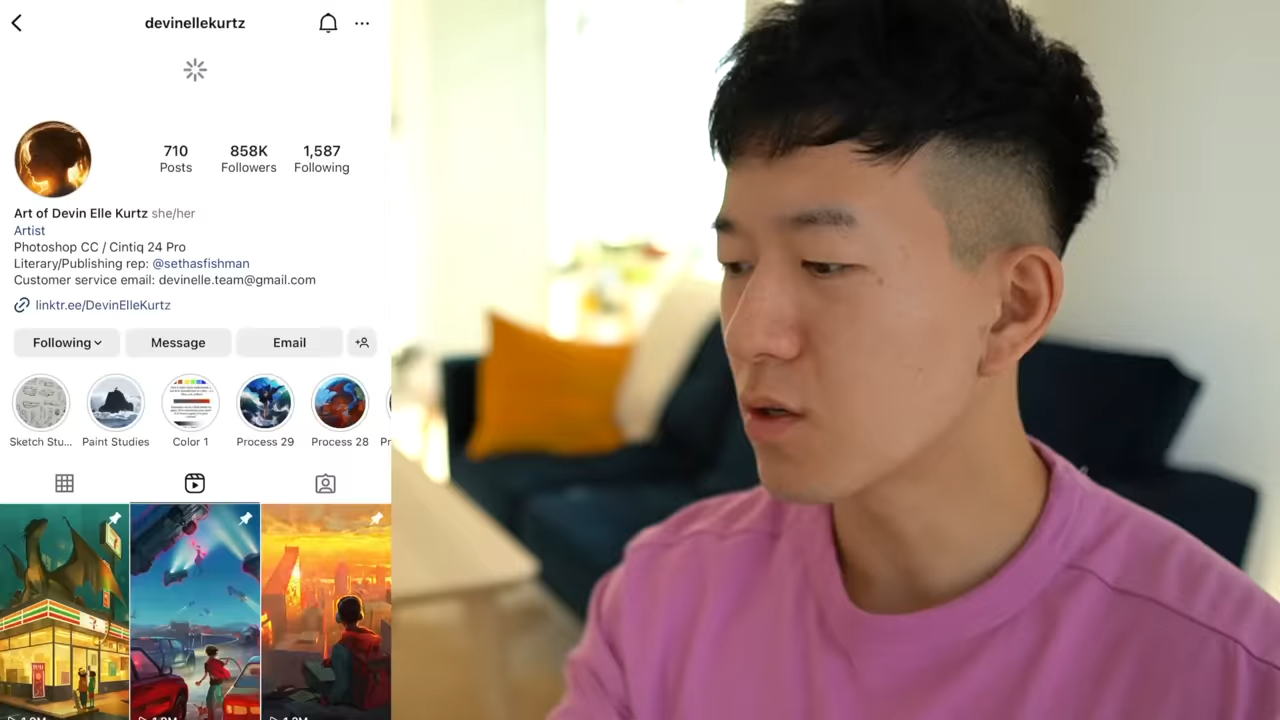 devinellekurtz
710
858K
1,587
Posts
Followers
Following
Art of Devin Elle Kurtz she/her
Artist
Photoshop CC / Cintiq 24 Pro
Literary/Publishing rep: @sethasfishman
Customer service email: devinelle.team@gmail.com
linktr.ee/DevinElleKurtz
Following
Message
Email
Sketch Stu...
Paint Studies
Color 1
Process 29
Process 28
Pr
7